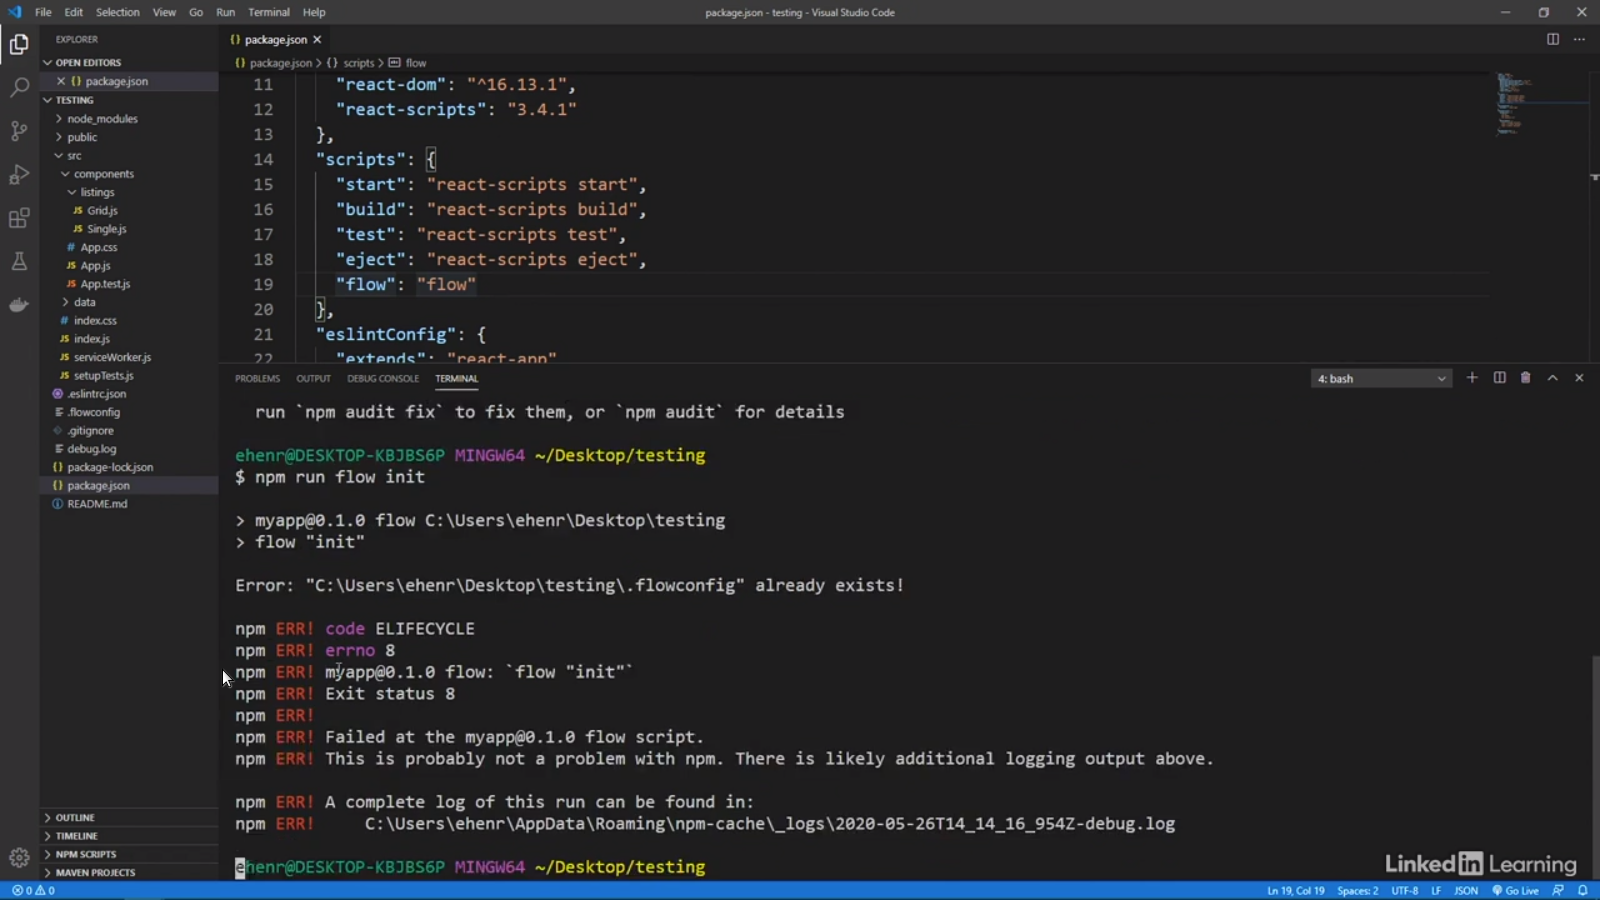 File Edit Selection View Go Run Terminal Help
package.json - testing - Visual Studio Code
EXPLORER
OPEN EDITORS
package.json
TESTING
node_modules
public
src
components
listings
Grid.js
Single.js
App.css
App.js
App.test.js
data
index.css
index.js
serviceWorker.js
setupTests.js
.eslintrc.json
.flowconfig
.gitignore
debug.log
package-lock.json
package.json
README.md
OUTLINE
TIMELINE
NPM SCRIPTS
MAVEN PROJECTS
{} package.json
{} package.json > {} scripts > flow
11 "react-dom": "^16.13.1",
12 "react-scripts": "3.4.1"
13 },
14 "scripts": {
15 "start": "react-scripts start",
16 "build": "react-scripts build",
17 "test": "react-scripts test",
18 "eject": "react-scripts eject",
19 "flow": "flow"
20 },
21 "eslintConfig": {
22 "extends": "react-app"
PROBLEMS OUTPUT DEBUG CONSOLE TERMINAL
4: bash
run `npm audit fix` to fix them, or `npm audit` for details
ehenr@DESKTOP-KBJBS6P MINGW64 ~/Desktop/testing
$ npm run flow init
> myapp@0.1.0 flow C:\Users\ehenr\Desktop\testing
> flow "init"
Error: "C:\Users\ehenr\Desktop\testing\.flowconfig" already exists!
npm ERR! code ELIFECYCLE
npm ERR! errno 8
npm ERR! myapp@0.1.0 flow: `flow "init"`
npm ERR! Exit status 8
npm ERR!
npm ERR! Failed at the myapp@0.1.0 flow script.
npm ERR! This is probably not a problem with npm. There is likely additional logging output above.
npm ERR! A complete log of this run can be found in:
npm ERR! C:\Users\ehenr\AppData\Roaming\npm-cache\_logs\2020-05-26T14_14_16_954Z-debug.log
ehenr@DESKTOP-KBJBS6P MINGW64 ~/Desktop/testing
Linked in Learning
0 0
Ln 19, Col 19 Spaces: 2 UTF-8 LF JSON Go Live